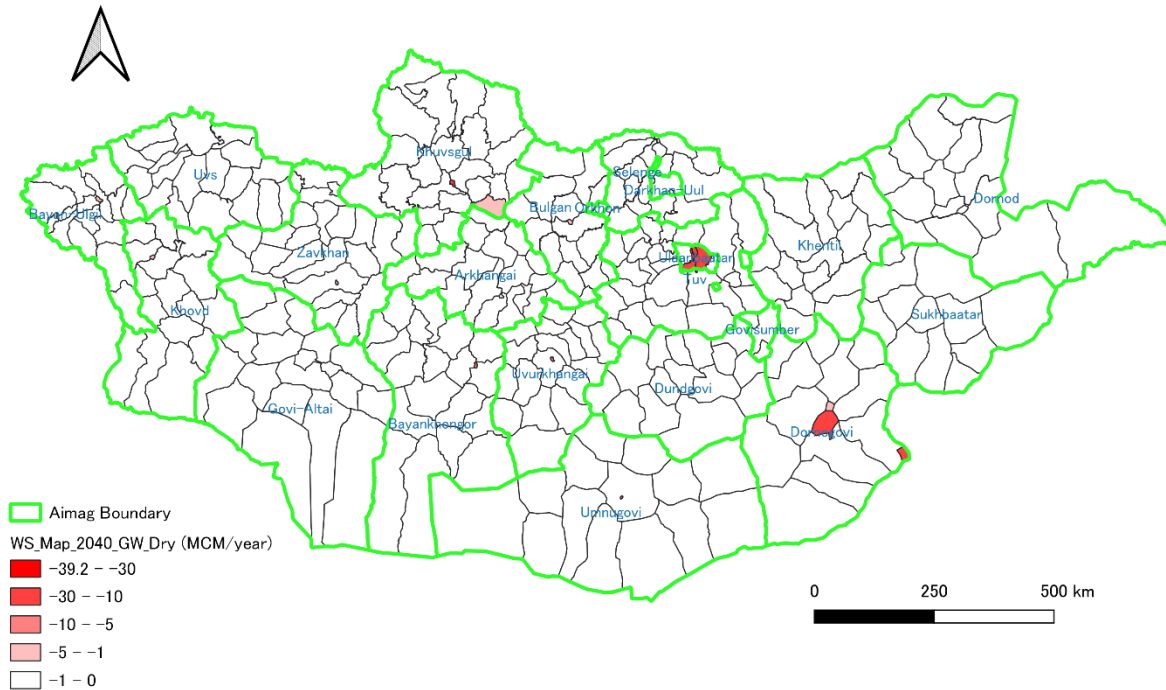 Khuvsgul
Uvs
Selenge
Darkhan-Uul
Bayan-Ulgii
Bulgan
Orkhon
Dornod
Zavkhan
Khentii
Ulaanbaatar
Arkhangai
Tuv
Khovd
Sukhbaatar
Govisumber
Uvurkhangai
Dundgovi
Govi-Altai
Bayankhongor
Dornogovi
Umnugovi
Aimag Boundary
WS_Map_2040_GW_Dry (MCM/year)
-39.2 - -30
-30 - -10
-10 - -5
-5 - -1
-1 - 0
0 250 500 km